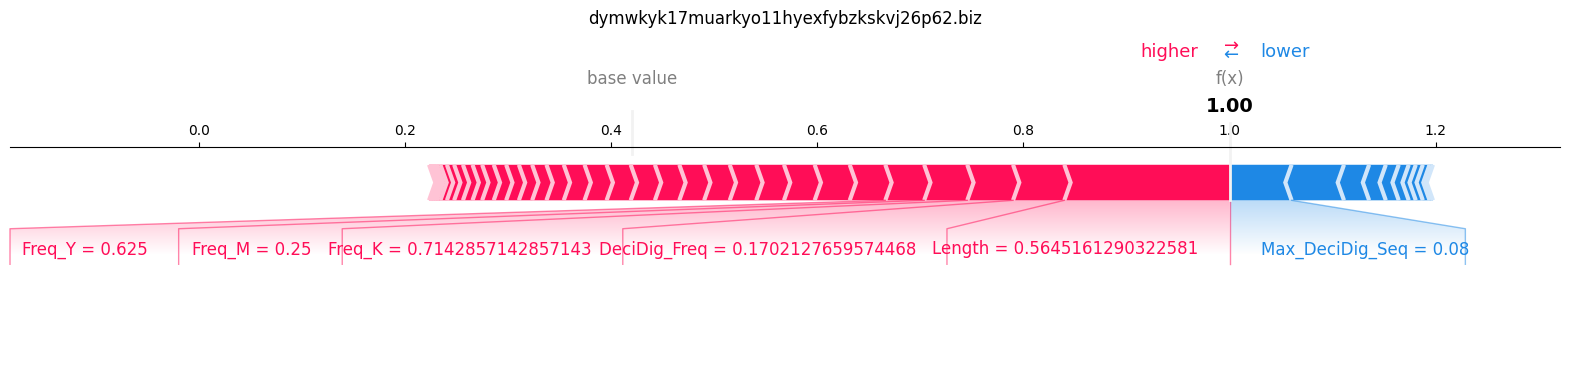 dymwkyk17muarkyo11hyexfybzkskvj26p62.biz
higher ⇄ lower
base value f(x)
1.00
0.0 0.2 0.4 0.6 0.8 1.0 1.2
Freq_Y = 0.625 Freq_M = 0.25 Freq_K = 0.7142857142857143 DeciDig_Freq = 0.1702127659574468 Length = 0.5645161290322581 Max_DeciDig_Seq = 0.08